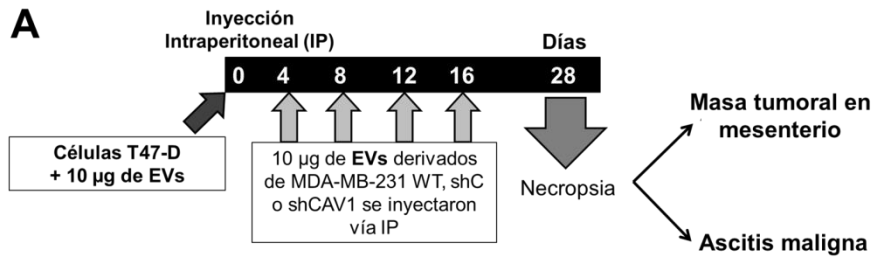 A
Inyección
Intraperitoneal (IP)
Días
0 4 8 12 16 28
Células T47-D
+ 10 µg de EVs
10 µg de EVs derivados
de MDA-MB-231 WT, shC
o shCAV1 se inyectaron
vía IP
Necropsia
Masa tumoral en
mesenterio
Ascitis maligna